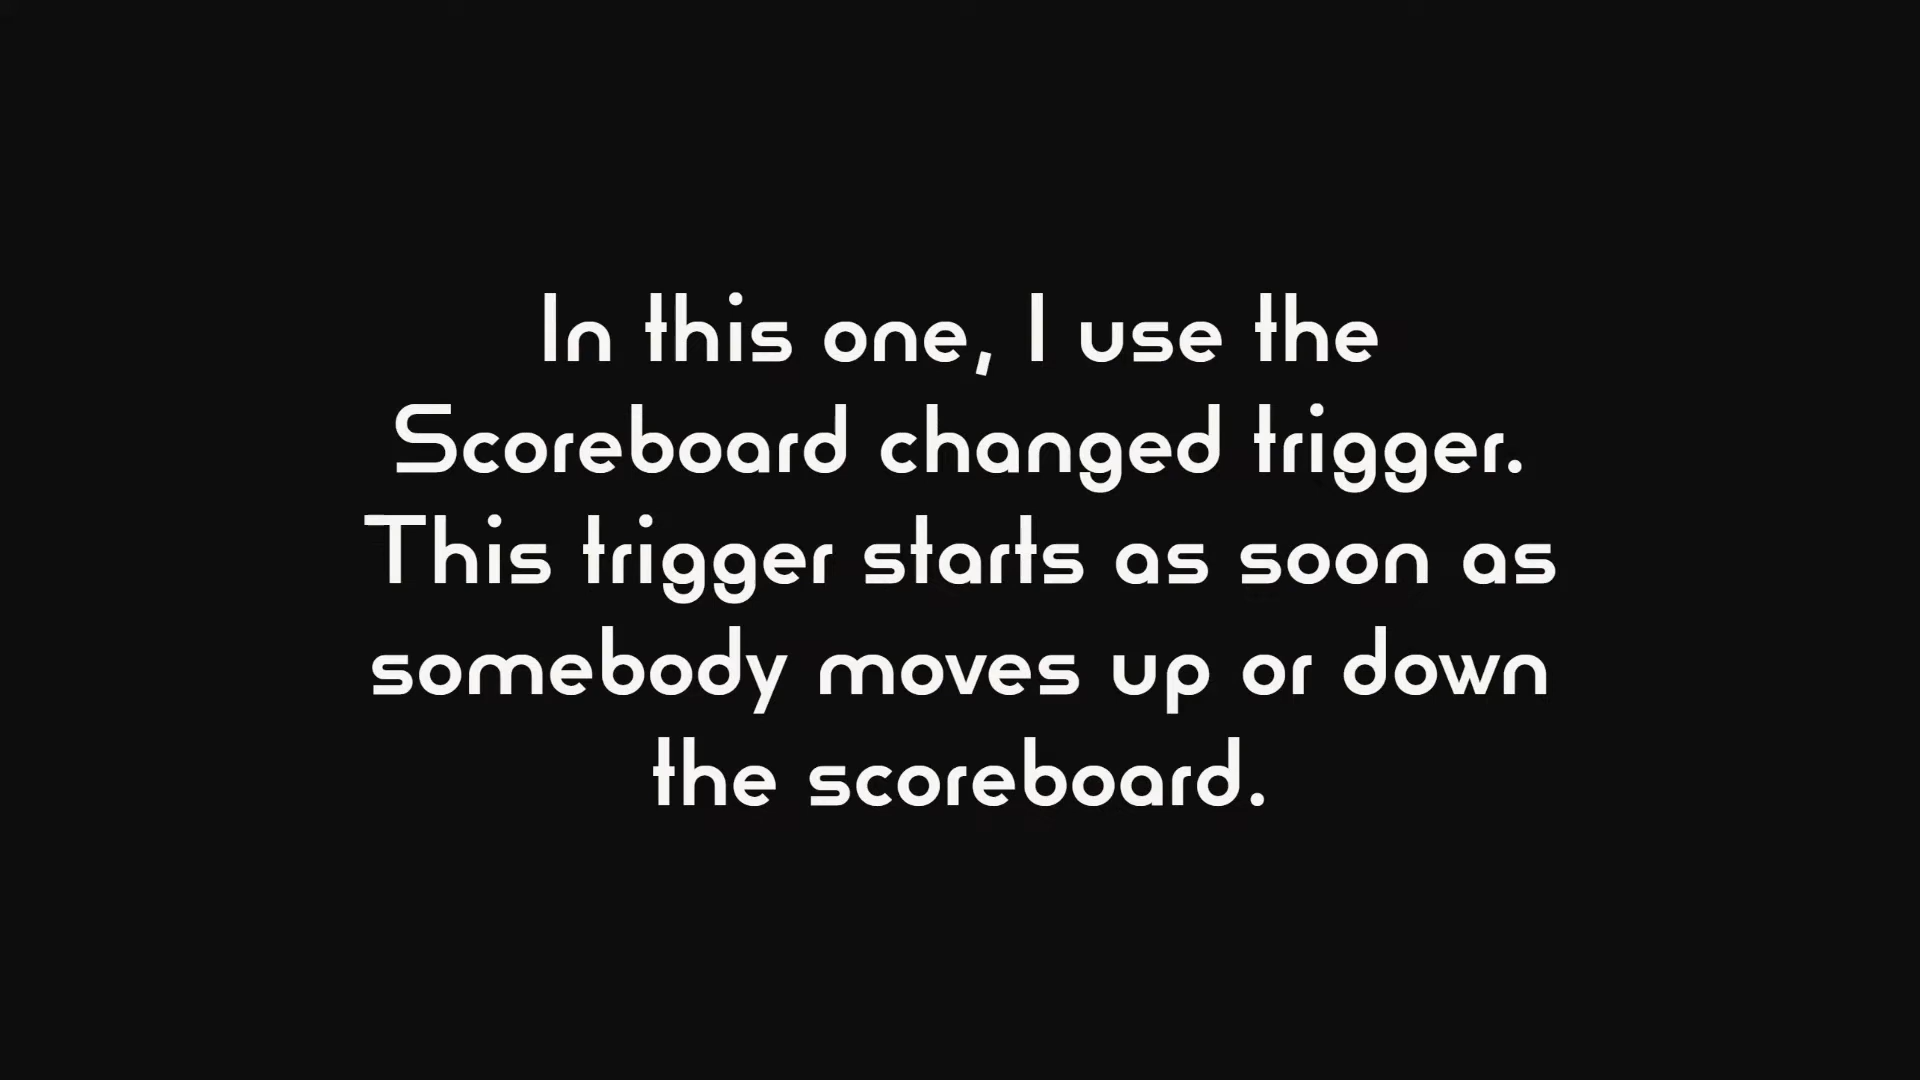 In this one, I use the
Scoreboard changed trigger.
This trigger starts as soon as
somebody moves up or down
the scoreboard.